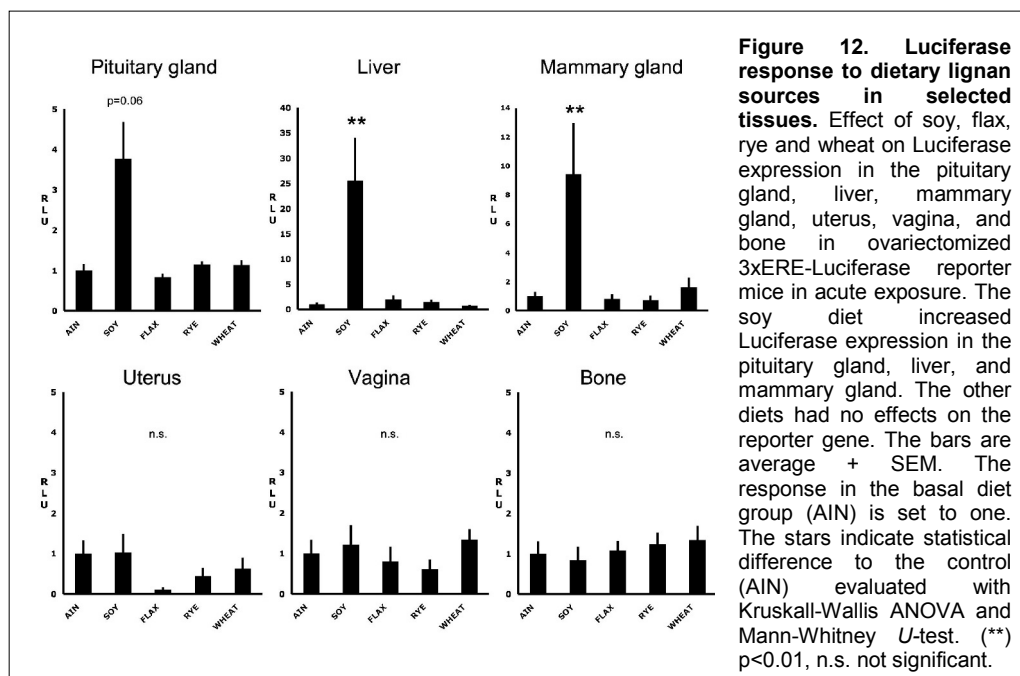 Pituitary gland
p=0.06
5
4
3
2
1
0
R
L
U
AIN
SOY
FLAX
RYE
WHEAT
Liver
**
40
35
30
25
20
15
10
5
0
R
L
U
AIN
SOY
FLAX
RYE
WHEAT
Mammary gland
**
14
12
10
8
6
4
2
0
R
L
U
AIN
SOY
FLAX
RYE
WHEAT
Uterus
n.s.
5
4
3
2
1
0
R
L
U
AIN
SOY
FLAX
RYE
WHEAT
Vagina
n.s.
5
4
3
2
1
0
R
L
U
AIN
SOY
FLAX
RYE
WHEAT
Bone
n.s.
5
4
3
2
1
0
R
L
U
AIN
SOY
FLAX
RYE
WHEAT
Figure 12. Luciferase
response to dietary lignan
sources in selected
tissues. Effect of soy, flax,
rye and wheat on Luciferase
expression in the pituitary
gland, liver, mammary
gland, uterus, vagina, and
bone in ovariectomized
3xERE-Luciferase reporter
mice in acute exposure. The
soy diet increased
Luciferase expression in the
pituitary gland, liver, and
mammary gland. The other
diets had no effects on the
reporter gene. The bars are
average + SEM. The
response in the basal diet
group (AIN) is set to one.
The stars indicate statistical
difference to the control
(AIN) evaluated with
Kruskall-Wallis ANOVA and
Mann-Whitney U-test. (**)
p<0.01, n.s. not significant.